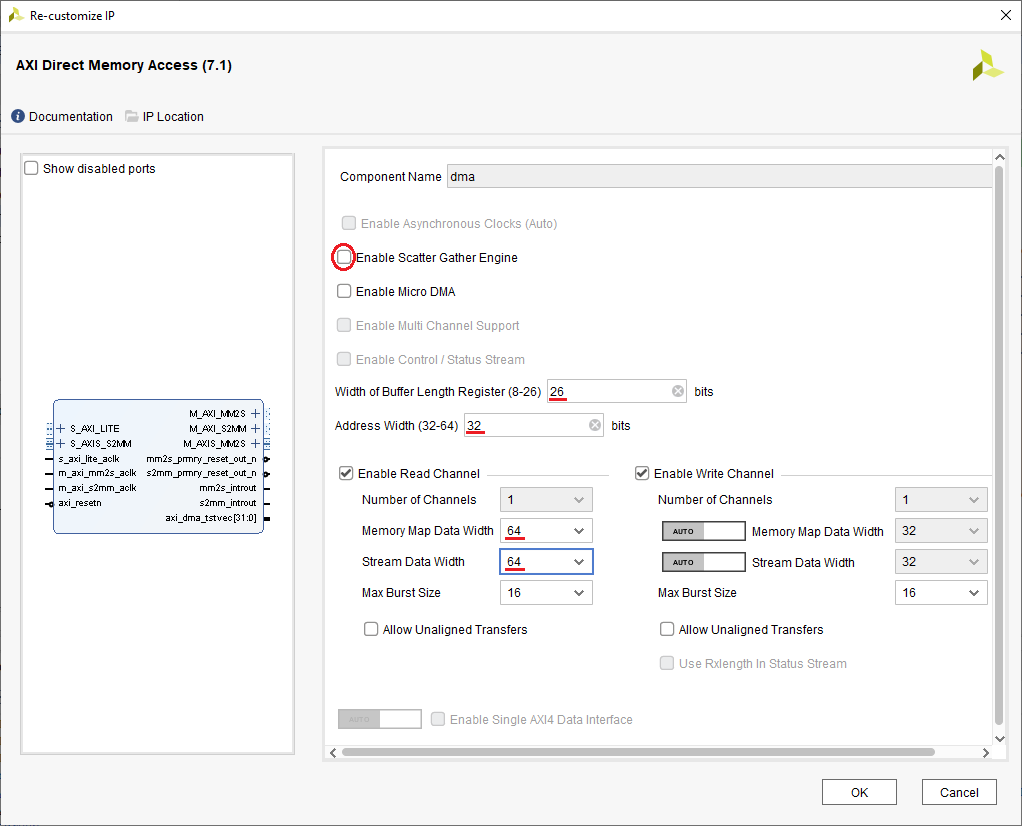 Re-customize IP
AXI Direct Memory Access (7.1)
i Documentation IP Location
Show disabled ports
M_AXI_MM2S
S_AXI_LITE M_AXI_S2MM
S_AXIS_S2MM M_AXIS_MM2S
s_axi_lite_aclk mm2s_prmry_reset_out_n
m_axi_mm2s_aclk s2mm_prmry_reset_out_n
m_axi_s2mm_aclk mm2s_introut
axi_resetn s2mm_introut
axi_dma_tstvec[31:0]
Component Name dma
Enable Asynchronous Clocks (Auto)
Enable Scatter Gather Engine
Enable Micro DMA
Enable Multi Channel Support
Enable Control / Status Stream
Width of Buffer Length Register (8-26) 26 bits
Address Width (32-64) 32 bits
Enable Read Channel
Number of Channels 1
Memory Map Data Width 64
Stream Data Width 64
Max Burst Size 16
Allow Unaligned Transfers
Enable Write Channel
Number of Channels 1
AUTO Memory Map Data Width 32
AUTO Stream Data Width 32
Max Burst Size 16
Allow Unaligned Transfers
Use Rxlength In Status Stream
AUTO Enable Single AXI4 Data Interface
OK Cancel